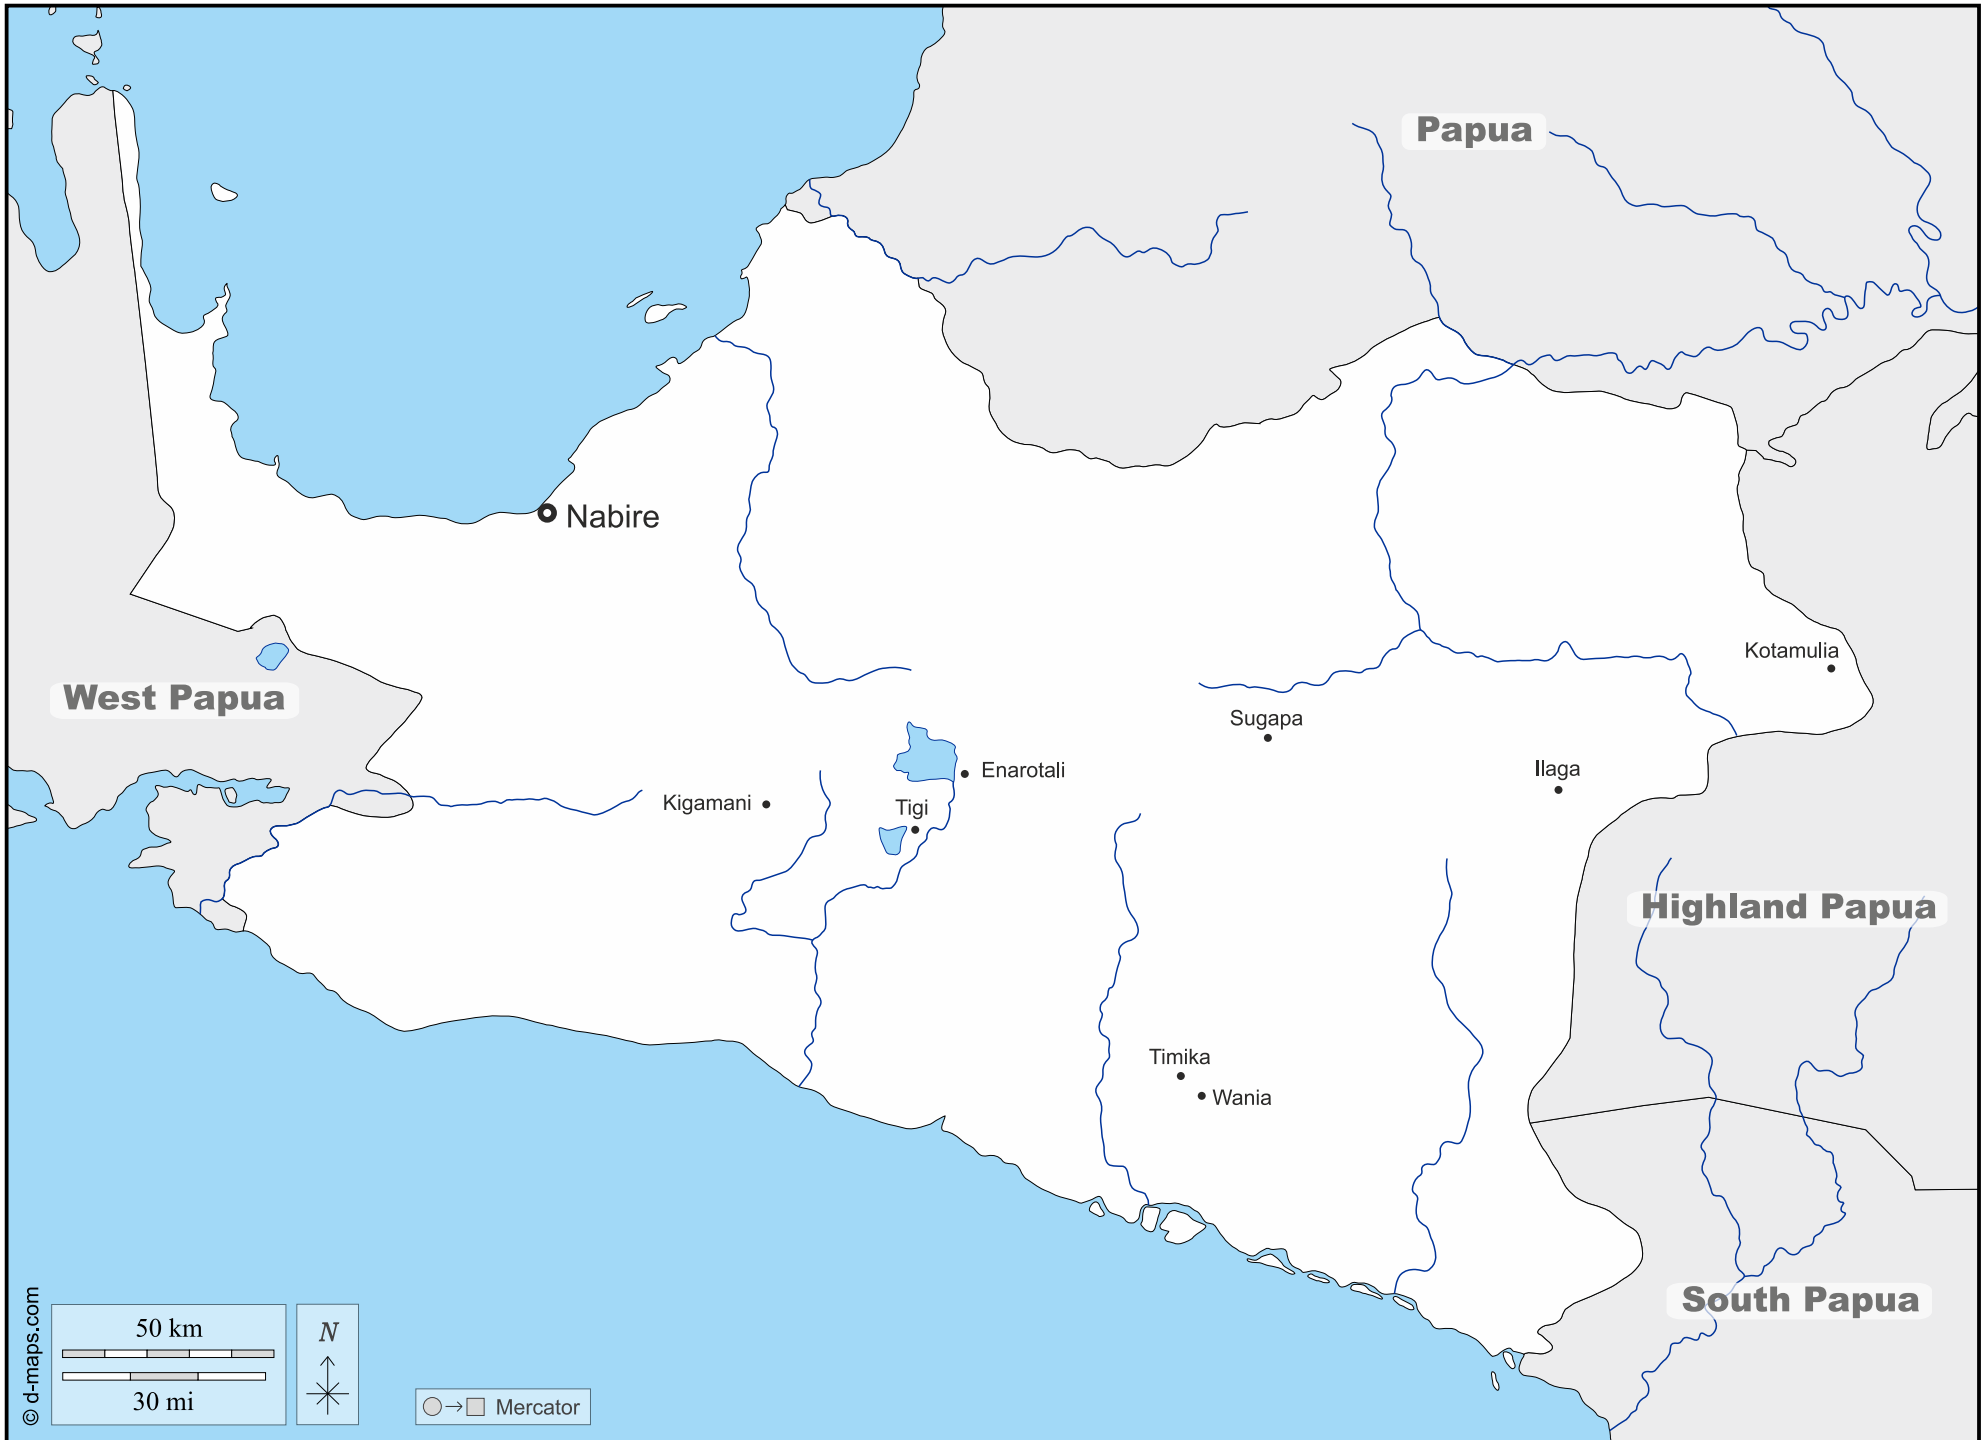 Papua
Nabire
Kotamulia
West Papua
Sugapa
Enarotali
Ilaga
Kigamani
Tigi
Highland Papua
Timika
Wania
South Papua
© d-maps.com
50 km
30 mi
N
Mercator